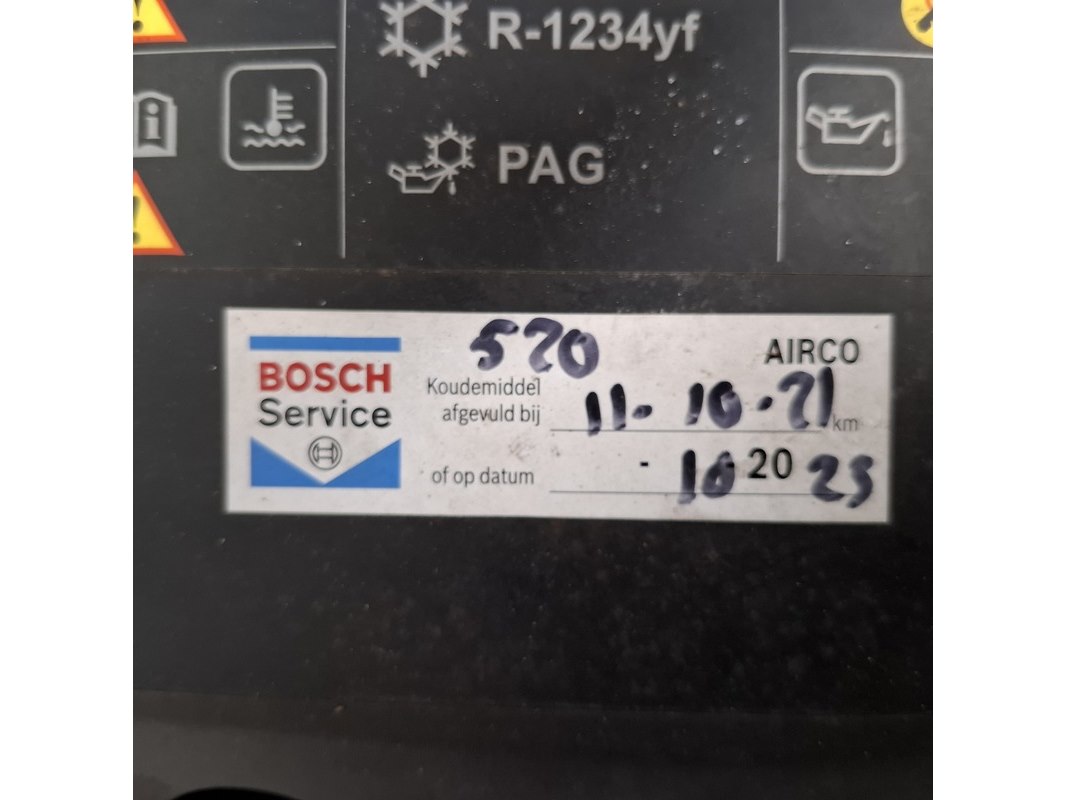 R-1234yf
PAG
520
AIRCO
BOSCH
Service
Koudemiddel
afgevuld bij 11-10-21 km
of op datum - 10 20 23